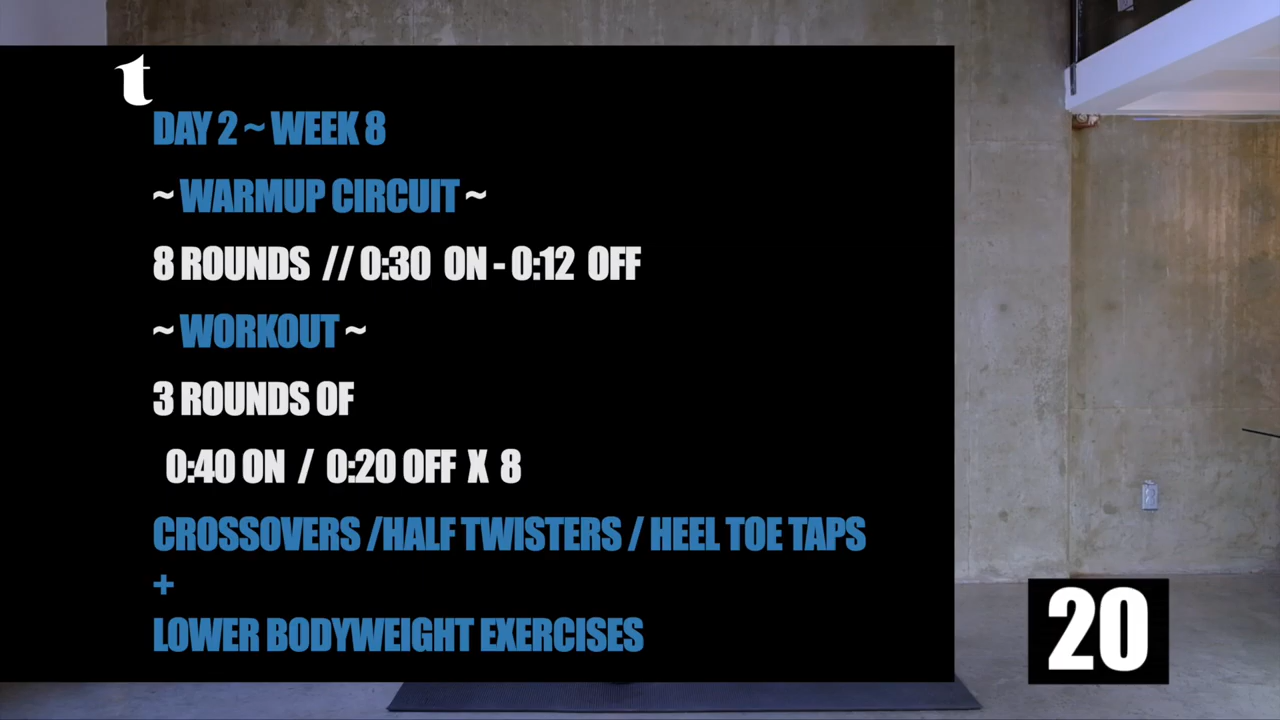 t
DAY 2 ~ WEEK 8
~ WARMUP CIRCUIT ~
8 ROUNDS // 0:30 ON - 0:12 OFF
~ WORKOUT ~
3 ROUNDS OF
0:40 ON / 0:20 OFF X 8
CROSSOVERS /HALF TWISTERS / HEEL TOE TAPS
+
LOWER BODYWEIGHT EXERCISES
20